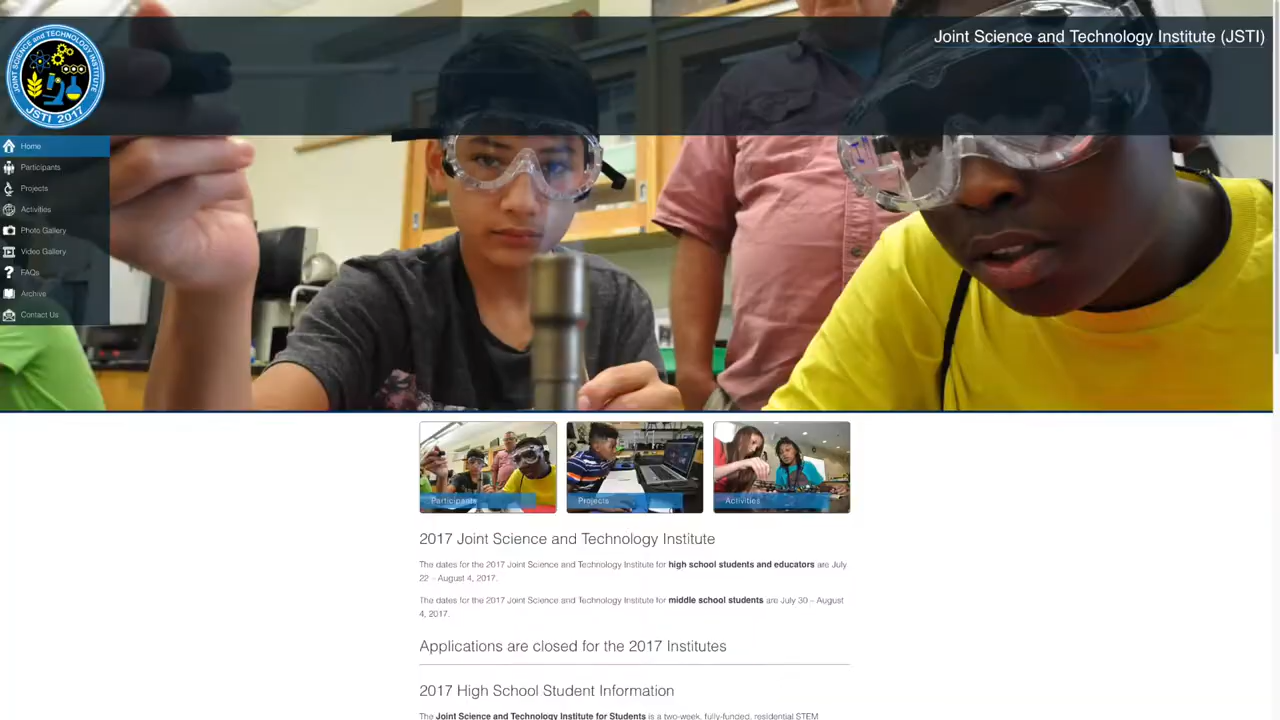 JOINT SCIENCE and TECHNOLOGY INSTITUTE
JSTI 2017
Joint Science and Technology Institute (JSTI)
Home
Participants
Projects
Activities
Photo Gallery
Video Gallery
FAQs
Archive
Contact Us
Participants
Projects
Activities
2017 Joint Science and Technology Institute
The dates for the 2017 Joint Science and Technology Institute for high school students and educators are July
22 - August 4, 2017.
The dates for the 2017 Joint Science and Technology Institute for middle school students are July 30 – August
4, 2017.
Applications are closed for the 2017 Institutes
2017 High School Student Information
The Joint Science and Technology Institute for Students is a two-week, fully-funded, residential STEM